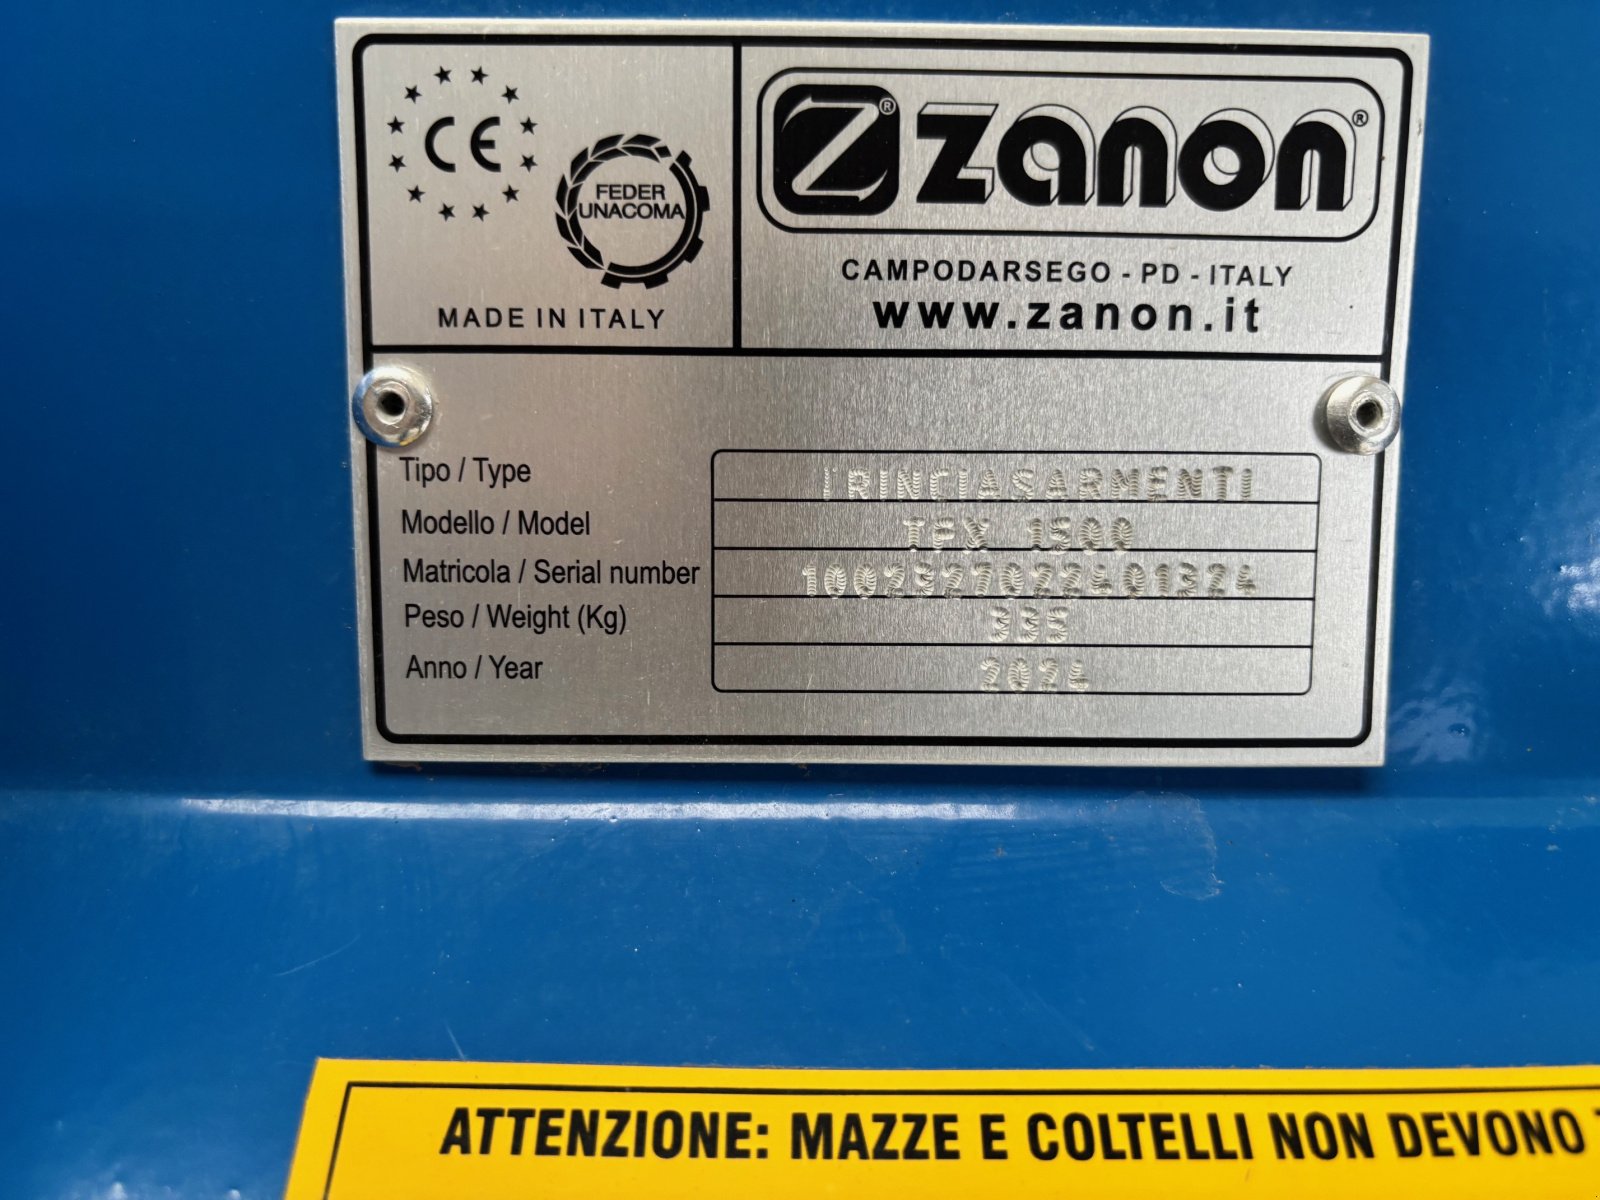 CE
FEDER
UNACOMA
MADE IN ITALY
Z® zanon®
CAMPODARSEGO - PD - ITALY
www.zanon.it
Tipo / Type TRINCIASARMENTI
Modello / Model TFX 1500
Matricola / Serial number
Peso / Weight (Kg) 335
Anno / Year 2024
ATTENZIONE: MAZZE E COLTELLI NON DEVONO